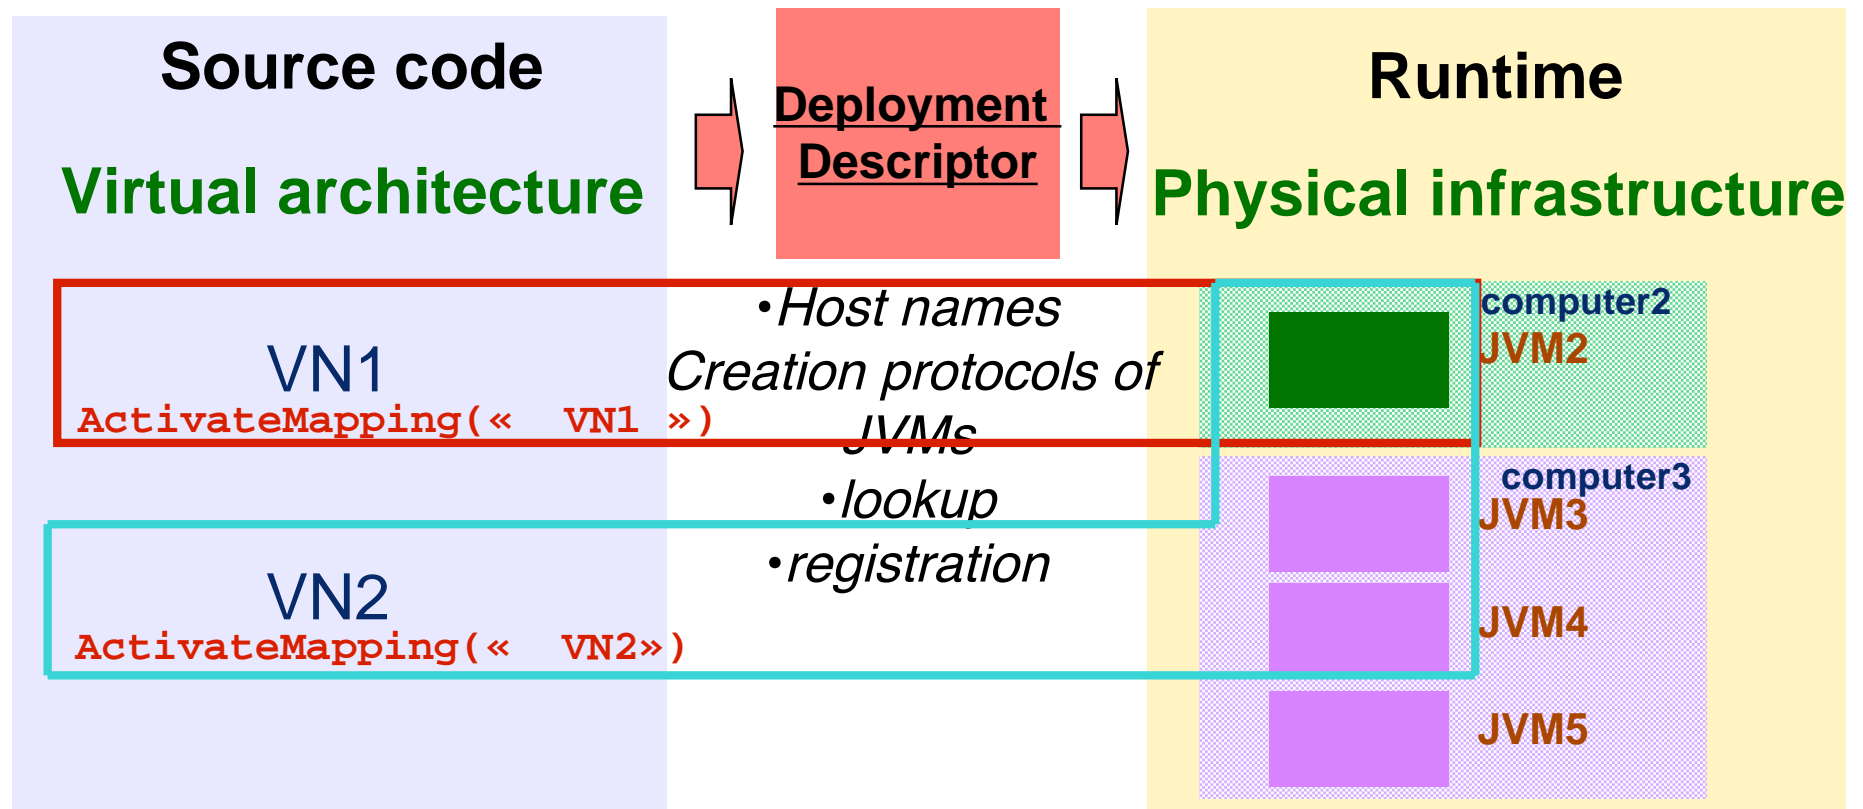 Source code
Virtual architecture
Deployment
Descriptor
Runtime
Physical infrastructure
VN1
ActivateMapping(« VN1 »)
VN2
ActivateMapping(« VN2»)
•Host names
Creation protocols of
JVMs
•lookup
•registration
computer2
JVM2
computer3
JVM3
JVM4
JVM5